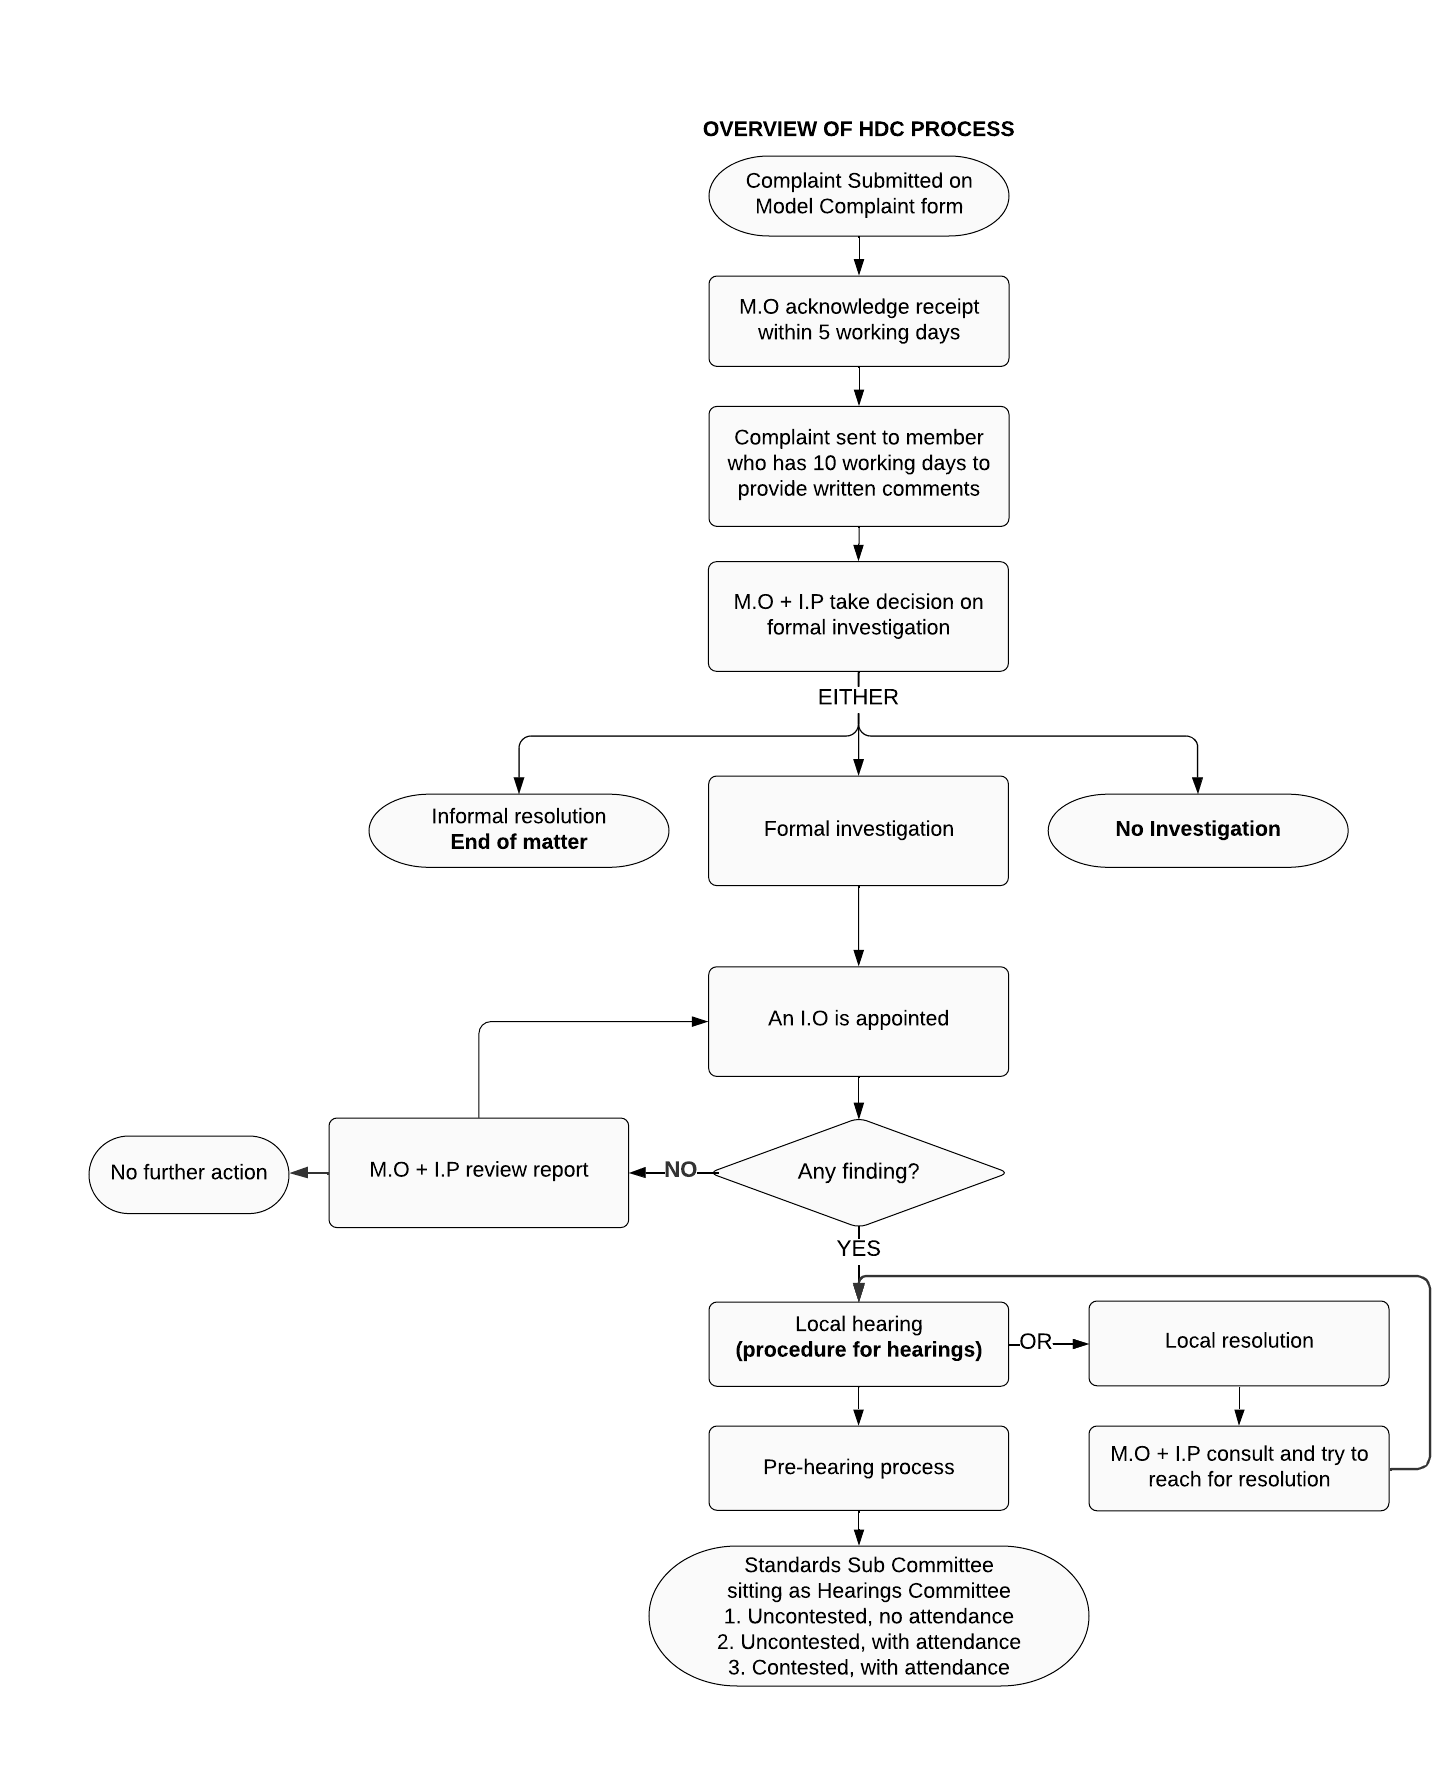 OVERVIEW OF HDC PROCESS
Complaint Submitted on
Model Complaint form
M.O acknowledge receipt
within 5 working days
Complaint sent to member
who has 10 working days to
provide written comments
M.O + I.P take decision on
formal investigation
EITHER
Informal resolution
End of matter
Formal investigation
No Investigation
An I.O is appointed
No further action
M.O + I.P review report
NO
Any finding?
YES
Local hearing
(procedure for hearings)
OR
Local resolution
Pre-hearing process
M.O + I.P consult and try to
reach for resolution
Standards Sub Committee
sitting as Hearings Committee
1. Uncontested, no attendance
2. Uncontested, with attendance
3. Contested, with attendance